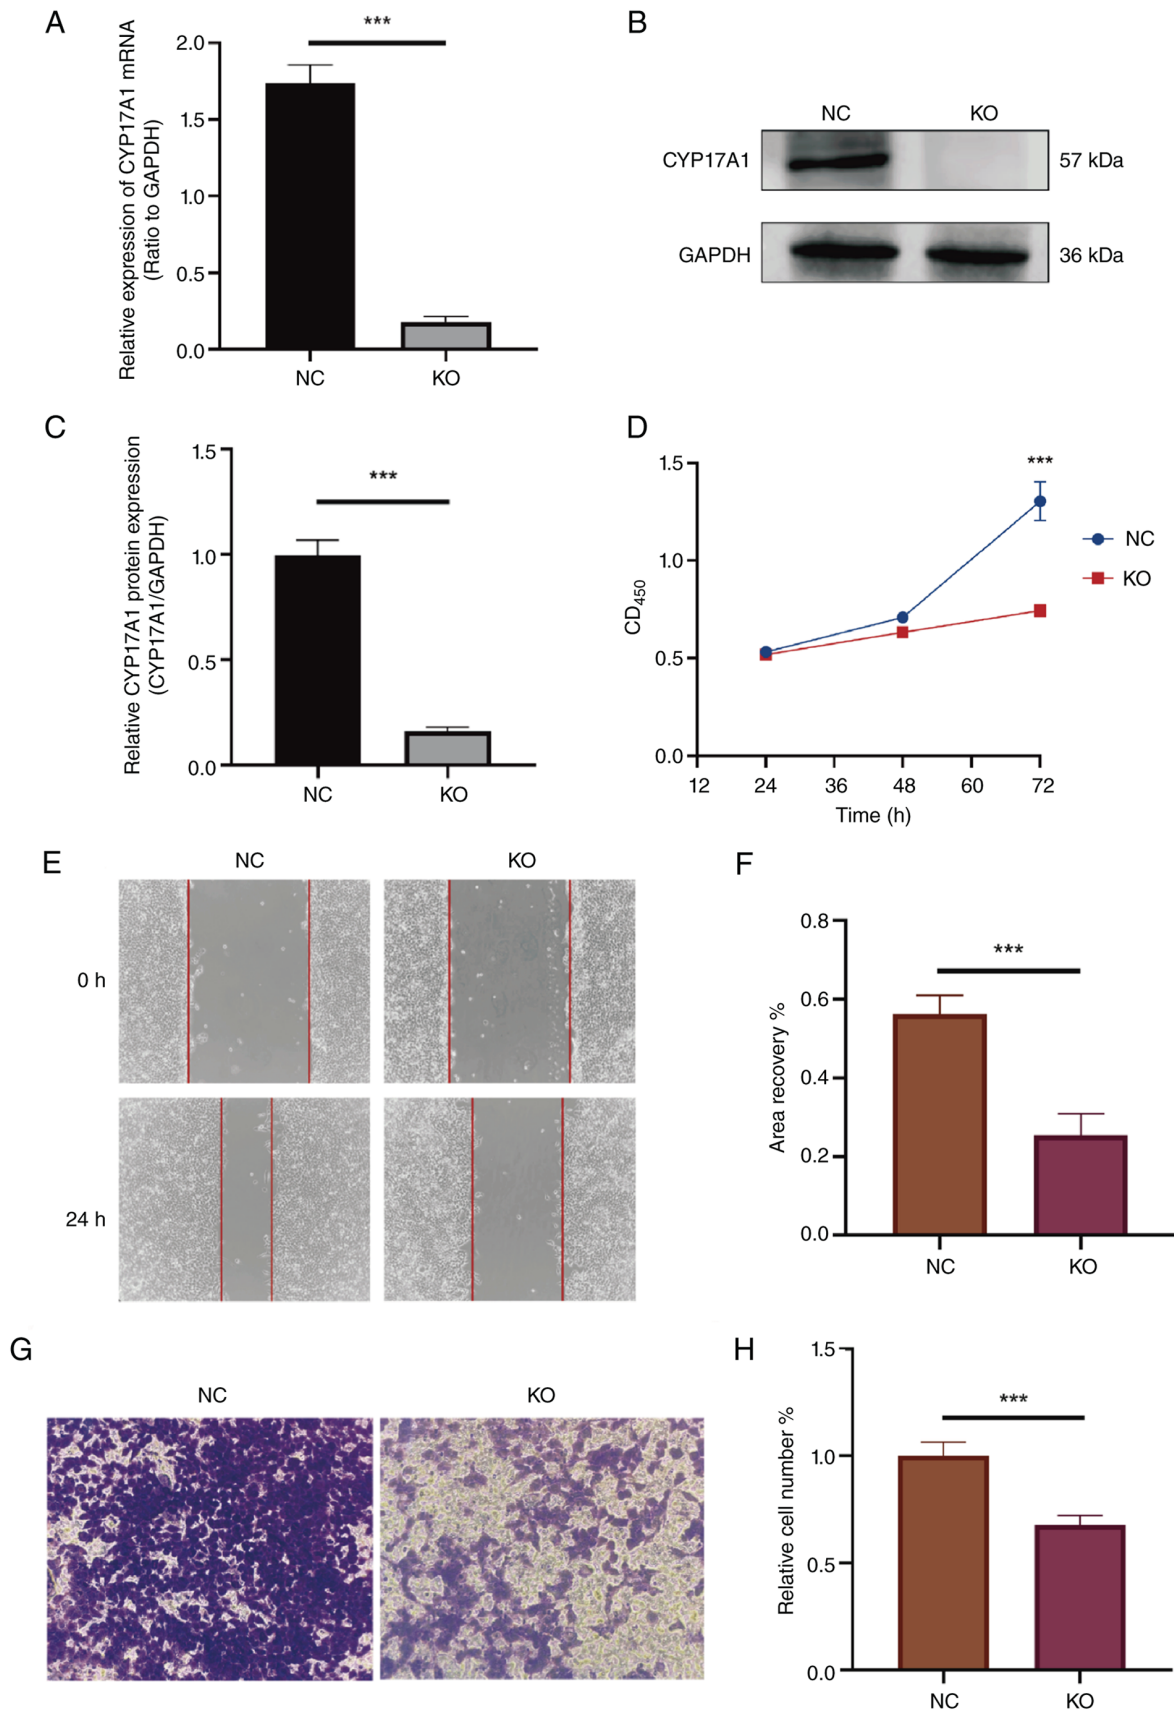 A
Relative expression of CYP17A1 mRNA
(Ratio to GAPDH)
2.0
1.5
1.0
0.5
0.0
***
NC
KO
B
NC
KO
CYP17A1
57 kDa
GAPDH
36 kDa
C
Relative CYP17A1 protein expression
(CYP17A1/GAPDH)
1.5
1.0
0.5
0.0
***
NC
KO
D
CD450
1.5
1.0
0.5
0.0
***
NC
KO
12 24 36 48 60 72
Time (h)
E
NC
KO
0 h
24 h
F
Area recovery %
0.8
0.6
0.4
0.2
0.0
***
NC
KO
G
NC
KO
H
Relative cell number %
1.5
1.0
0.5
0.0
***
NC
KO